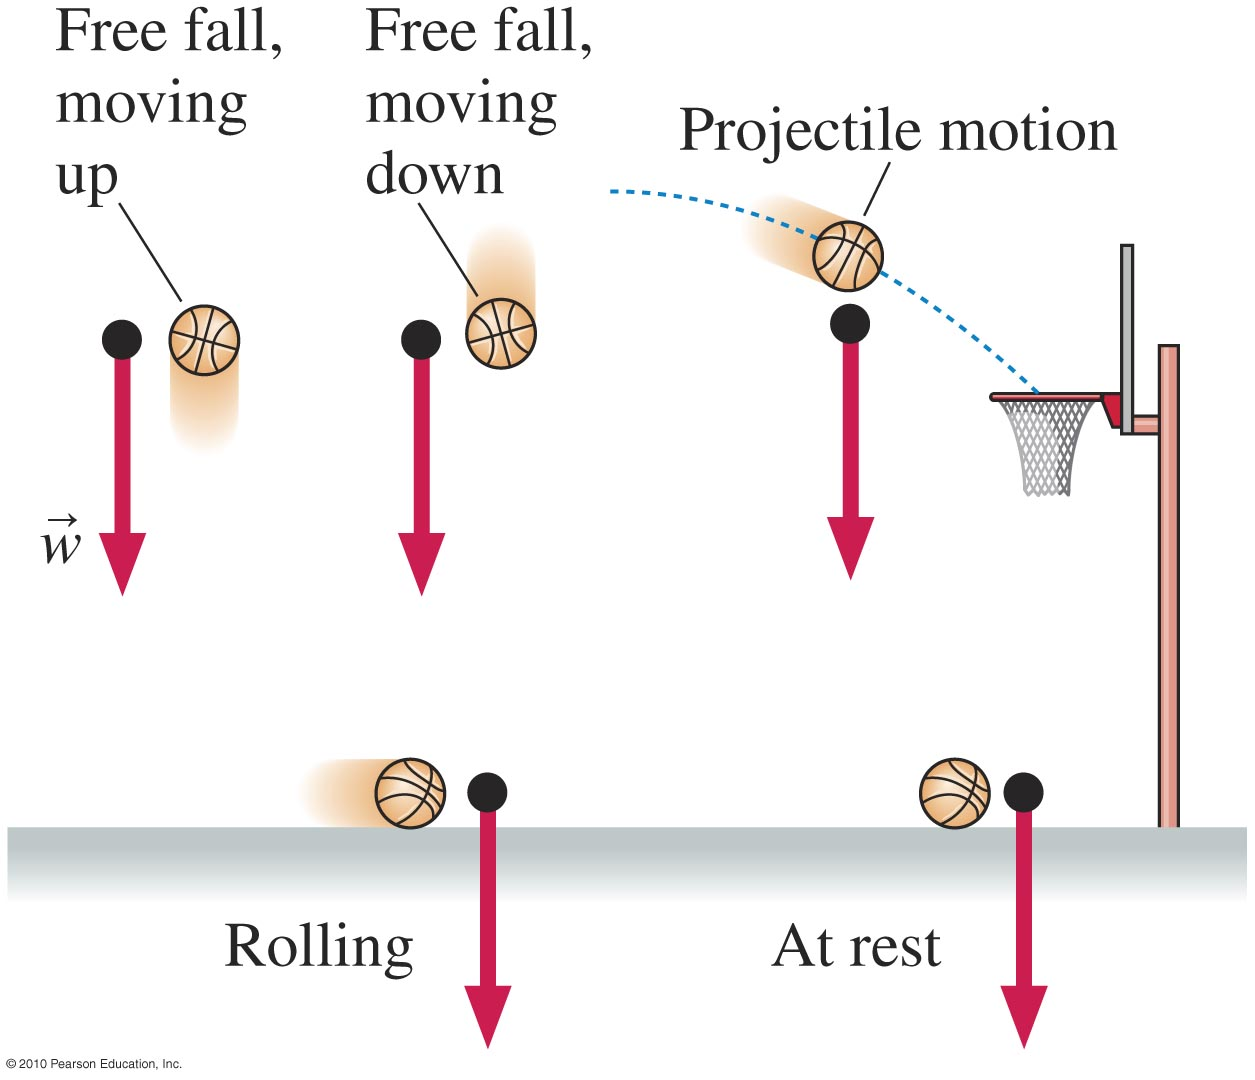 Free fall,
moving
up
Free fall,
moving
down
Projectile motion
w⃗
Rolling
At rest
© 2010 Pearson Education, Inc.